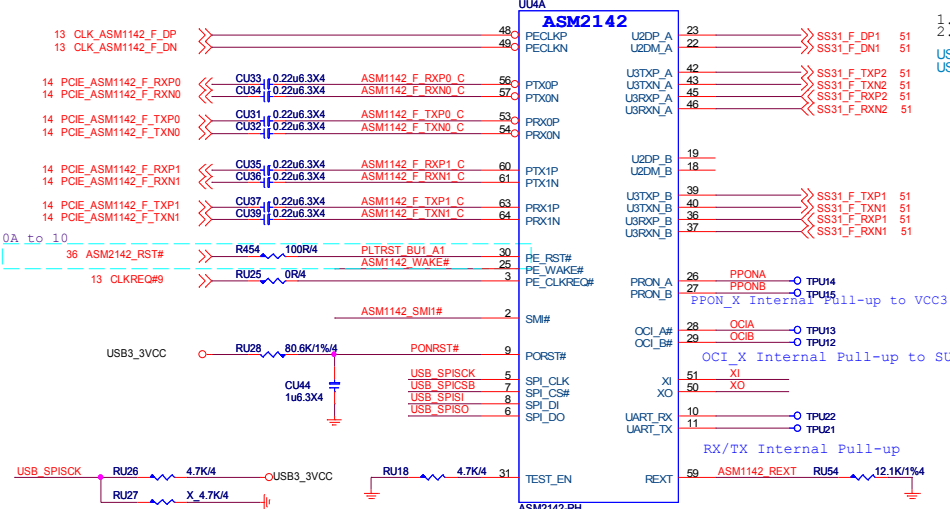 UU4A
ASM2142
1.
2.
US
US
13 CLK_ASM1142_F_DP 48 PECLKP U2DP_A 23 SS31_F_DP1 51
13 CLK_ASM1142_F_DN 49 PECLKN U2DM_A 22 SS31_F_DN1 51
U3TXP_A 42 SS31_F_TXP2 51
14 PCIE_ASM1142_F_RXP0 CU33 0.22u6.3X4 ASM1142_F_RXP0_C 56 PTX0P U3TXN_A 43 SS31_F_TXN2 51
14 PCIE_ASM1142_F_RXN0 CU34 0.22u6.3X4 ASM1142_F_RXN0_C 57 PTX0N U3RXP_A 45 SS31_F_RXP2 51
U3RXN_A 46 SS31_F_RXN2 51
14 PCIE_ASM1142_F_TXP0 CU31 0.22u6.3X4 ASM1142_F_TXP0_C 53 PRX0P
14 PCIE_ASM1142_F_TXN0 CU32 0.22u6.3X4 ASM1142_F_TXN0_C 54 PRX0N
U2DP_B 19
U2DM_B 18
14 PCIE_ASM1142_F_RXP1 CU35 0.22u6.3X4 ASM1142_F_RXP1_C 60 PTX1P
14 PCIE_ASM1142_F_RXN1 CU36 0.22u6.3X4 ASM1142_F_RXN1_C 61 PTX1N
U3TXP_B 39 SS31_F_TXP1 51
14 PCIE_ASM1142_F_TXP1 CU37 0.22u6.3X4 ASM1142_F_TXP1_C 63 PRX1P U3TXN_B 40 SS31_F_TXN1 51
14 PCIE_ASM1142_F_TXN1 CU39 0.22u6.3X4 ASM1142_F_TXN1_C 64 PRX1N U3RXP_B 36 SS31_F_RXP1 51
U3RXN_B 37 SS31_F_RXN1 51
0A to 10
36 ASM2142_RST# R454 100R/4 PLTRST_BU1_A1 30 PE_RST#
ASM1142_WAKE# 25 PE_WAKE#
13 CLKREQ#9 RU25 0R/4 3 PE_CLKREQ# PRON_A 26 PPONA TPU14
PRON_B 27 PPONB TPU15
PPON_X Internal Pull-up to VCC3
ASM1142_SMI1# 2 SMI#
OCI_A# 28 OCIA TPU13
OCI_B# 29 OCIB TPU12
OCI_X Internal Pull-up to SU
USB3_3VCC RU28 80.6K/1%/4 PONRST# 9 PORST#
CU44
1u6.3X4
USB_SPISCK 5 SPI_CLK XI 51 XI
USB_SPICSB 7 SPI_CS# XO 50 XO
USB_SPISI 8 SPI_DI
USB_SPISO 6 SPI_DO UART_RX 10 TPU22
UART_TX 11 TPU21
RX/TX Internal Pull-up
USB_SPISCK RU26 4.7K/4 USB3_3VCC
RU27 X_4.7K/4
RU18 4.7K/4 31 TEST_EN REXT 59 ASM1142_REXT RU54 12.1K/1%4
ASM2142-RH